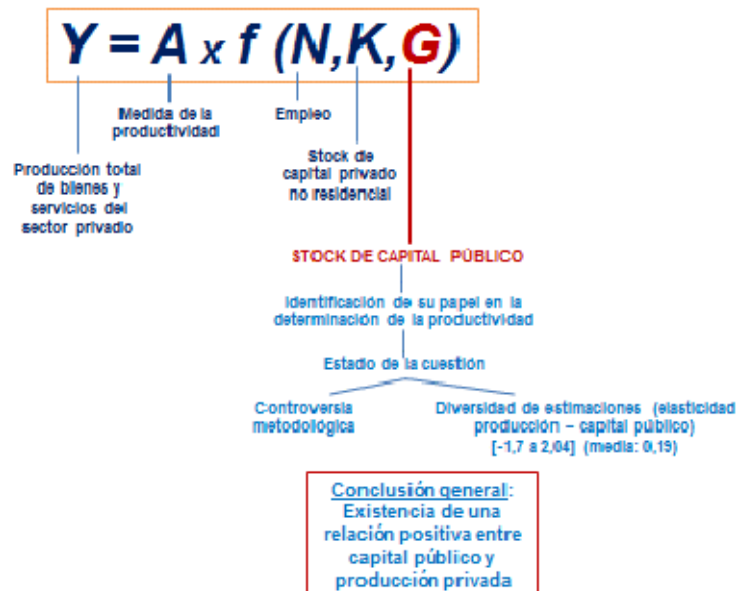 Y = A x f (N,K,G)
Medida de la
productividad
Empleo
Producción total
de bienes y
servicios del
sector privado
Stock de
capital privado
no residencial
STOCK DE CAPITAL PÚBLICO
Identificación de su papel en la
determinación de la productividad
Estado de la cuestión
Controversia
metodológica
Diversidad de estimaciones (elasticidad
producción – capital público)
[-1,7 a 2,04] (media: 0,19)
Conclusión general:
Existencia de una
relación positiva entre
capital público y
producción privada